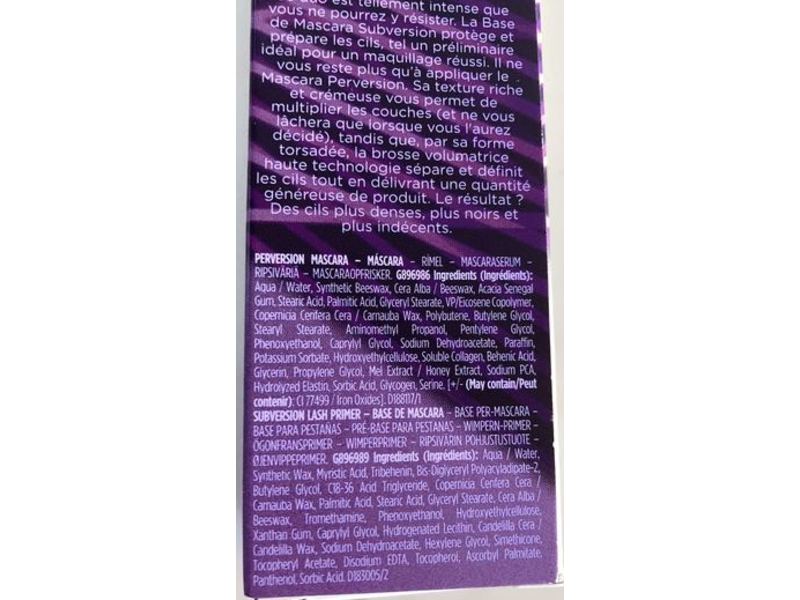 est tellement intense que
vous ne pourrez y résister. La Base
de Mascara Subversion protège et
prépare les cils, tel un préliminaire
idéal pour un maquillage réussi. Il ne
vous reste plus qu'à appliquer le
Mascara Perversion. Sa texture riche
et crémeuse vous permet de
multiplier les couches (et ne vous
lâchera que lorsque vous l'aurez
décidé), tandis que, par sa forme
torsadée, la brosse volumatrice
haute technologie sépare et définit
les cils tout en délivrant une quantité
généreuse de produit. Le résultat ?
Des cils plus denses, plus noirs et
plus indécents.
PERVERSION MASCARA – MÁSCARA – RÍMEL – MASCARASERUM –
RIPSIVÄRIÄ – MASCARAOPFRISKER. G896986 Ingredients (Ingrédients):
Aqua / Water, Synthetic Beeswax, Cera Alba / Beeswax, Acacia Senegal
Gum, Stearic Acid, Palmitic Acid, Glyceryl Stearate, VP/Eicosene Copolymer,
Copernicia Cerifera Cera / Carnauba Wax, Polybutene, Butylene Glycol,
Stearyl Stearate, Aminomethyl Propanol, Pentylene Glycol,
Phenoxyethanol, Caprylyl Glycol, Sodium Dehydroacetate, Paraffin,
Potassium Sorbate, Hydroxyethylcellulose, Soluble Collagen, Behenic Acid,
Glycerin, Propylene Glycol, Mel Extract / Honey Extract, Sodium PCA,
Hydrolyzed Elastin, Sorbic Acid, Glycogen, Serine. [+/- (May contain/Peut
contenir): CI 77499 / Iron Oxides]. D188117/1
SUBVERSION LASH PRIMER – BASE DE MASCARA – BASE PER-MASCARA –
BASE PARA PESTAÑAS – PRÉ-BASE PARA PESTANAS – WIMPERN-PRIMER –
ÖGONFRANSPRIMER – WIMPERPRIMER – RIPSIVÄRIN POHJUSTUSTUOTE –
ØJENVIPPEPRIMER. G896989 Ingredients (Ingrédients): Aqua / Water,
Synthetic Wax, Myristic Acid, Tribehenin, Bis-Diglyceryl Polyacyladipate-2,
Butylene Glycol, C18-36 Acid Triglyceride, Copernicia Cerifera Cera /
Carnauba Wax, Palmitic Acid, Stearic Acid, Glyceryl Stearate, Cera Alba /
Beeswax, Tromethamine, Phenoxyethanol, Hydroxyethylcellulose,
Xanthan Gum, Caprylyl Glycol, Hydrogenated Lecithin, Candelilla Cera /
Candelilla Wax, Sodium Dehydroacetate, Hexylene Glycol, Simethicone,
Tocopheryl Acetate, Disodium EDTA, Tocopherol, Ascorbyl Palmitate,
Panthenol, Sorbic Acid. D183005/2